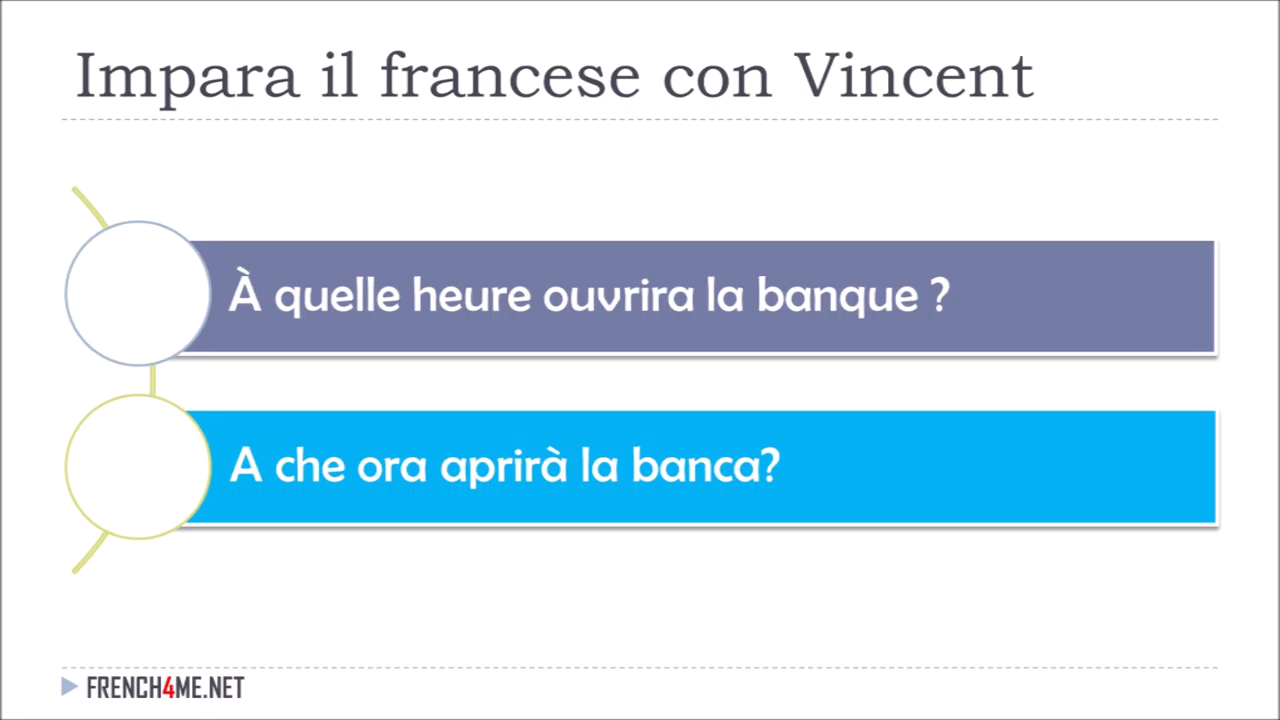 Impara il francese con Vincent
À quelle heure ouvrira la banque ?
A che ora aprirà la banca?
FRENCH4ME.NET